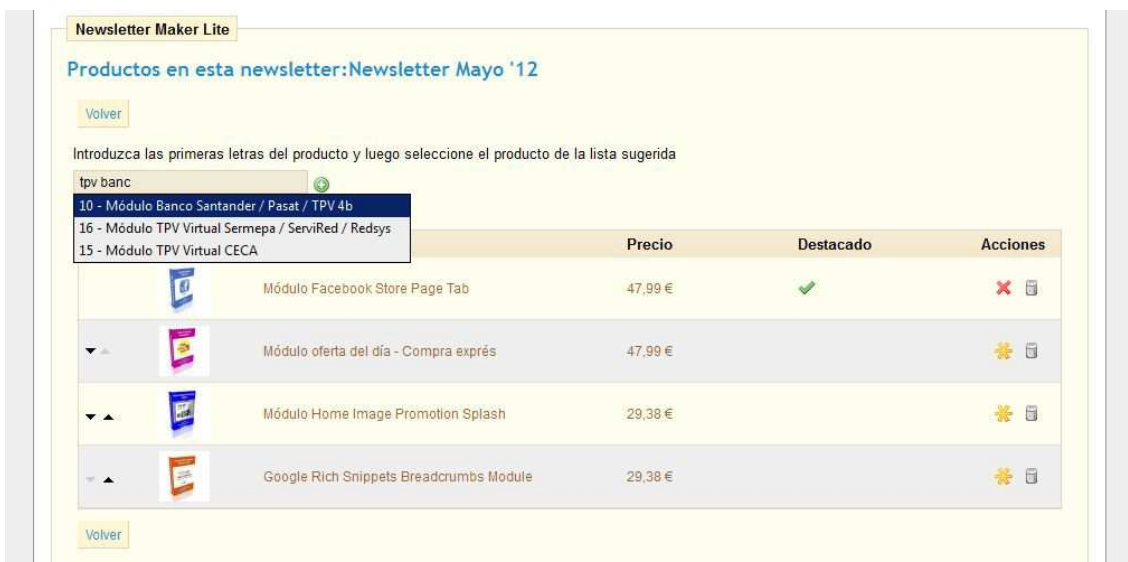 Newsletter Maker Lite
Productos en esta newsletter:Newsletter Mayo '12
Volver
Introduzca las primeras letras del producto y luego seleccione el producto de la lista sugerida
tpv banc
10 - Módulo Banco Santander / Pasat / TPV 4b
16 - Módulo TPV Virtual Sermepa / ServiRed / Redsys
15 - Módulo TPV Virtual CECA
Precio Destacado Acciones
Módulo Facebook Store Page Tab 47,99 €
Módulo oferta del día - Compra exprés 47,99 €
Módulo Home Image Promotion Splash 29,38 €
Google Rich Snippets Breadcrumbs Module 29,38 €
Volver